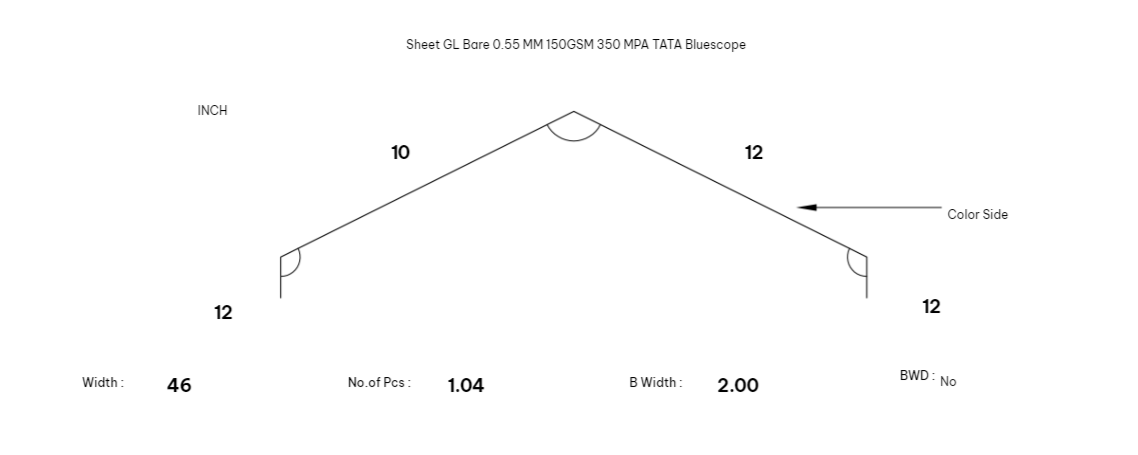 Sheet GL Bare 0.55 MM 150GSM 350 MPA TATA Bluescope
INCH
10
12
Color Side
12
12
Width : 46
No.of Pcs : 1.04
B Width : 2.00
BWD : No